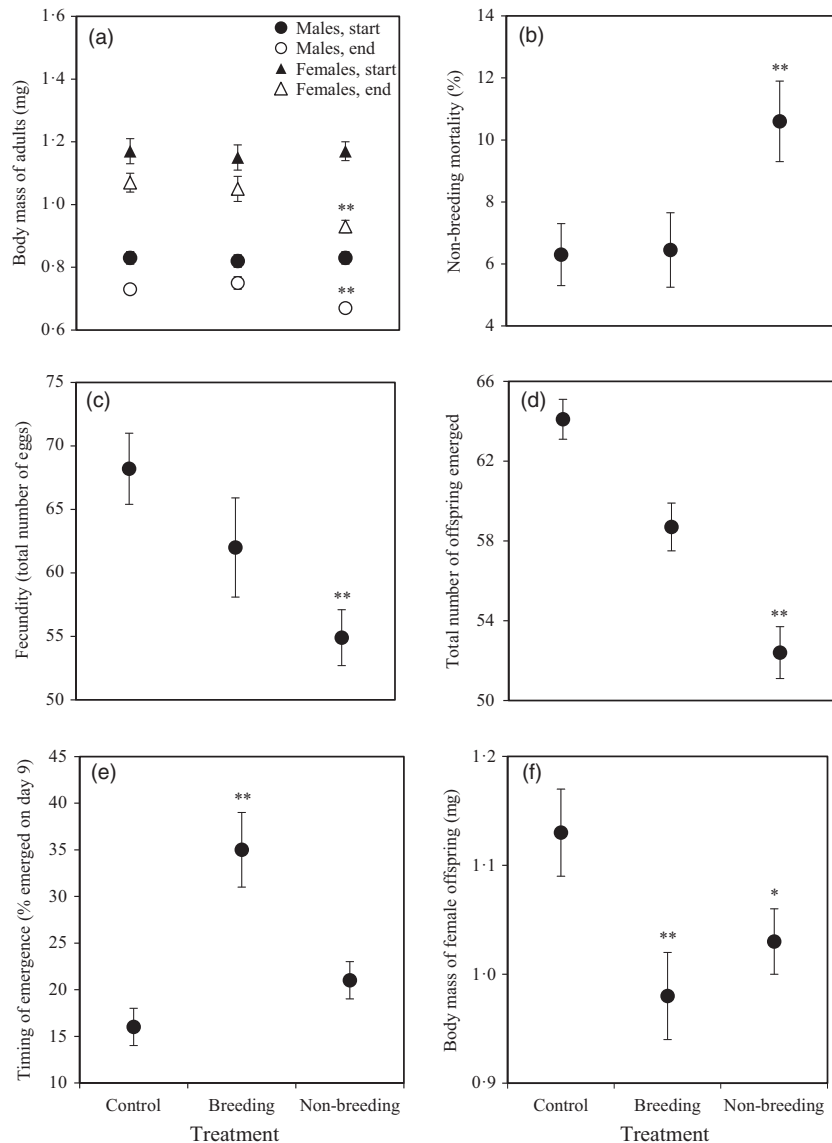 (a)
Males, start
Males, end
Females, start
Females, end
Body mass of adults (mg)
1·6
1·4
1·2
1·0
0·8
0·6
**
**
(b)
Non-breeding mortality (%)
14
12
10
8
6
4
**
(c)
Fecundity (total number of eggs)
75
70
65
60
55
50
**
(d)
Total number of offspring emerged
66
62
58
54
50
**
(e)
Timing of emergence (% emerged on day 9)
45
40
35
30
25
20
15
10
**
Control Breeding Non-breeding
Treatment
(f)
Body mass of female offspring (mg)
1·2
1·1
1·0
0·9
**
*
Control Breeding Non-breeding
Treatment